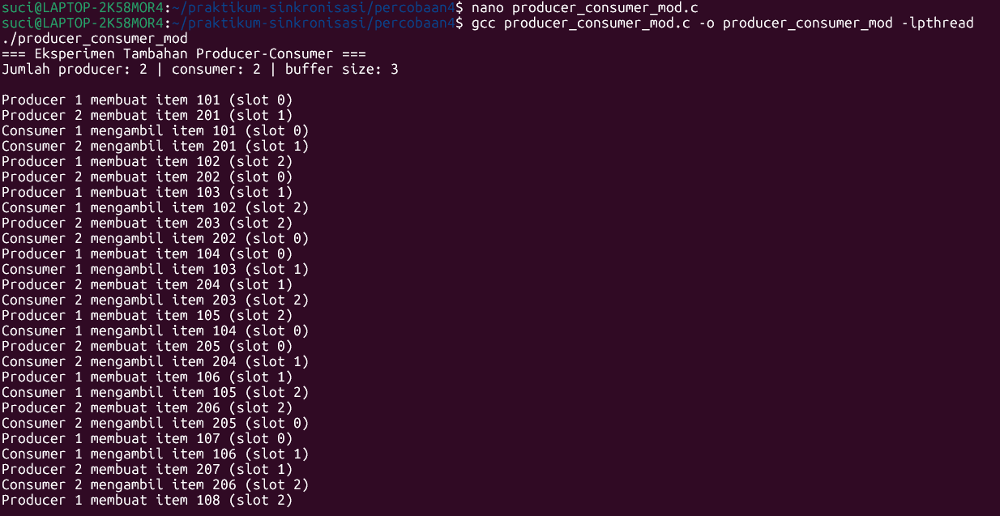 suci@LAPTOP-2K58MOR4:~/praktikum-sinkronisasi/percobaan4$ nano producer_consumer_mod.c
suci@LAPTOP-2K58MOR4:~/praktikum-sinkronisasi/percobaan4$ gcc producer_consumer_mod.c -o producer_consumer_mod -lpthread
./producer_consumer_mod
=== Eksperimen Tambahan Producer-Consumer ===
Jumlah producer: 2 | consumer: 2 | buffer size: 3
Producer 1 membuat item 101 (slot 0)
Producer 2 membuat item 201 (slot 1)
Consumer 1 mengambil item 101 (slot 0)
Consumer 2 mengambil item 201 (slot 1)
Producer 1 membuat item 102 (slot 2)
Producer 2 membuat item 202 (slot 0)
Producer 1 membuat item 103 (slot 1)
Consumer 1 mengambil item 102 (slot 2)
Producer 2 membuat item 203 (slot 2)
Consumer 2 mengambil item 202 (slot 0)
Producer 1 membuat item 104 (slot 0)
Consumer 1 mengambil item 103 (slot 1)
Producer 2 membuat item 204 (slot 1)
Consumer 2 mengambil item 203 (slot 2)
Producer 1 membuat item 105 (slot 2)
Consumer 1 mengambil item 104 (slot 0)
Producer 2 membuat item 205 (slot 0)
Consumer 2 mengambil item 204 (slot 1)
Producer 1 membuat item 106 (slot 1)
Consumer 1 mengambil item 105 (slot 2)
Producer 2 membuat item 206 (slot 2)
Consumer 2 mengambil item 205 (slot 0)
Producer 1 membuat item 107 (slot 0)
Consumer 1 mengambil item 106 (slot 1)
Producer 2 membuat item 207 (slot 1)
Consumer 2 mengambil item 206 (slot 2)
Producer 1 membuat item 108 (slot 2)